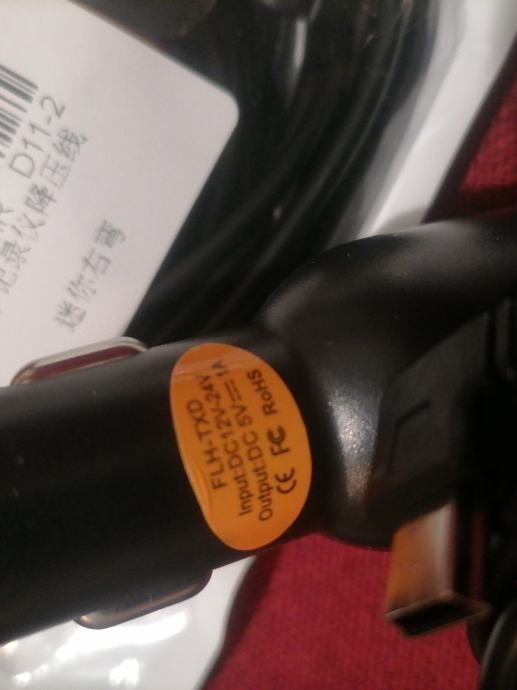 D11-2
记录仪降压线
迷你右弯
FLH-TXD
Input:DC12V-24V
Output:DC 5V⎓1A
CE FC RoHS